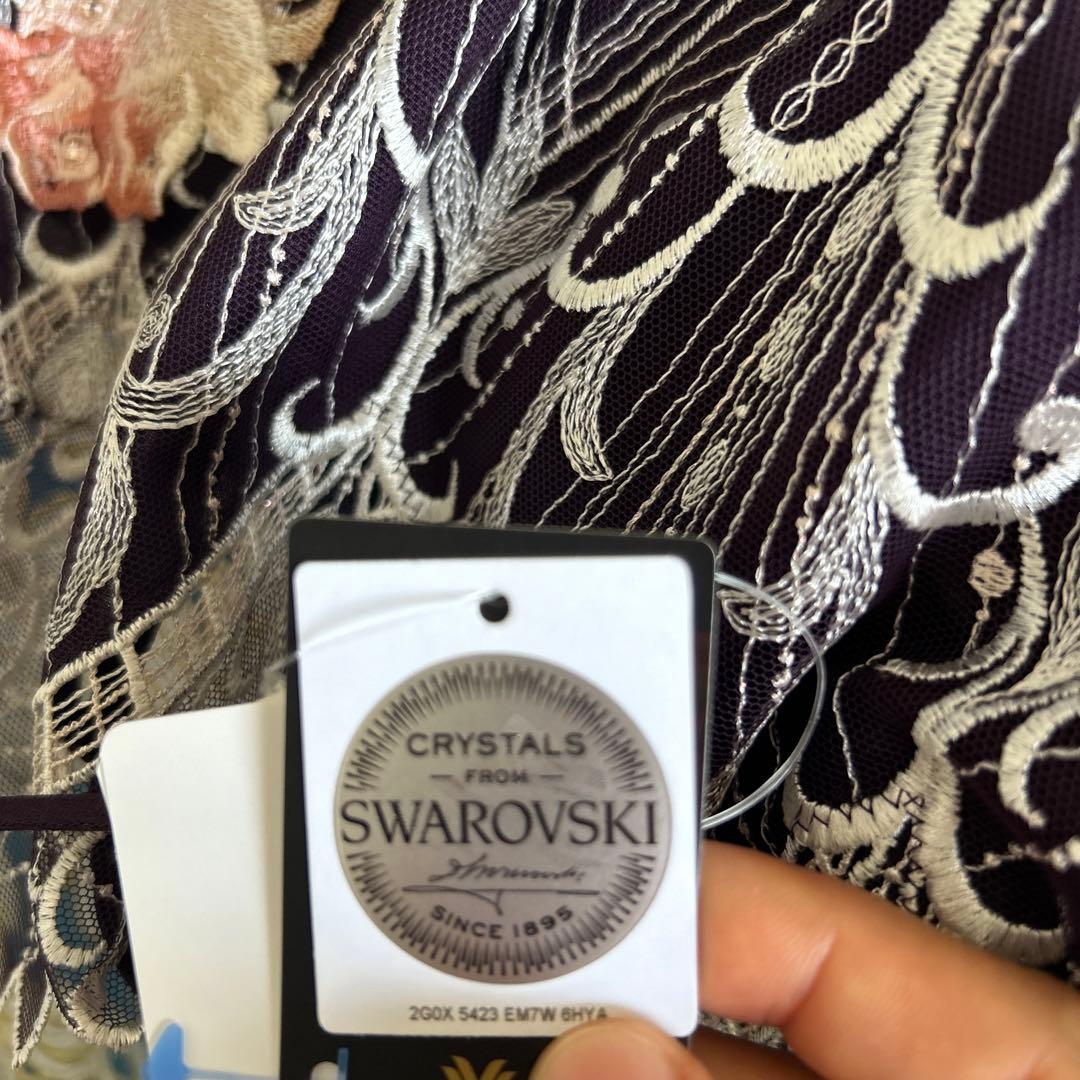 CRYSTALS
— FROM —
SWAROVSKI
SINCE 1895
2G0X 5423 EM7W 6HYA